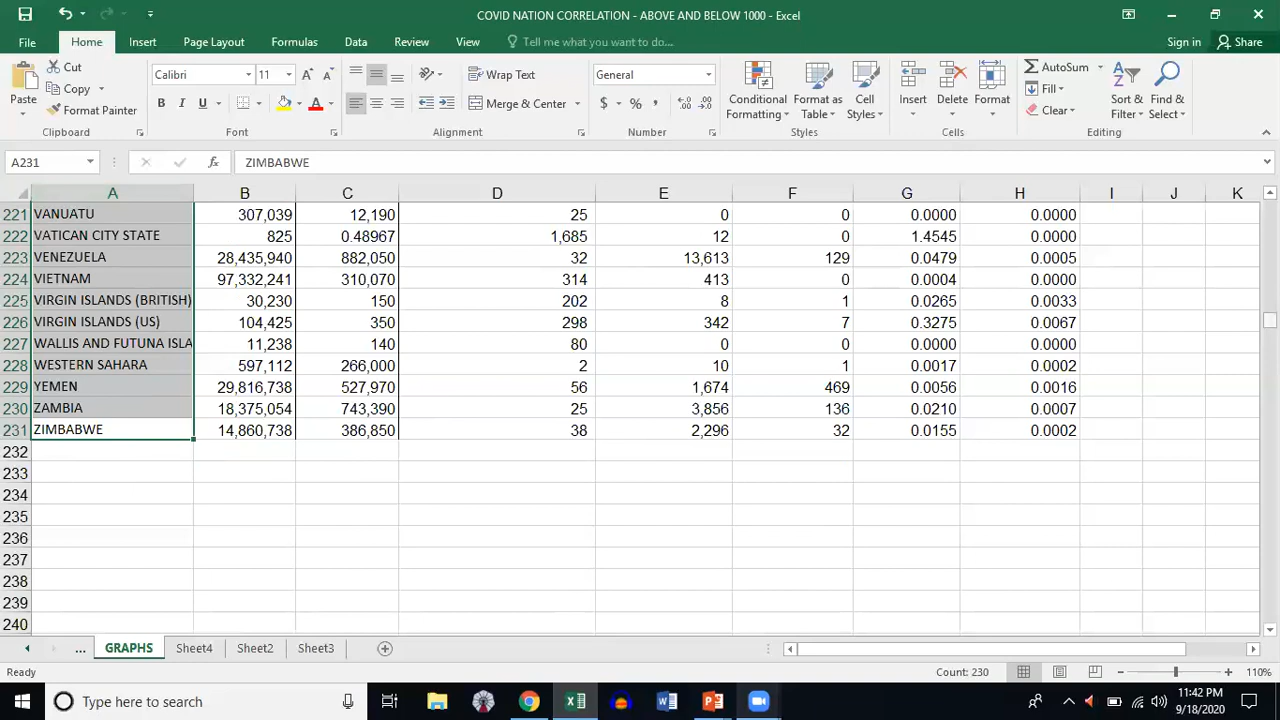 COVID NATION CORRELATION - ABOVE AND BELOW 1000 - Excel
File Home Insert Page Layout Formulas Data Review View Tell me what you want to do... Sign in Share
Paste
Cut
Copy
Format Painter
Clipboard
Calibri 11
B I U A
Font
Wrap Text
Merge & Center
Alignment
General
$ % ,
Number
Conditional Formatting
Format as Table
Cell Styles
Styles
Insert Delete Format
Cells
AutoSum
Fill
Clear
Sort & Filter
Find & Select
Editing
A231 fx ZIMBABWE
A B C D E F G H I J K
221 VANUATU 307,039 12,190 25 0 0 0.0000 0.0000
222 VATICAN CITY STATE 825 0.48967 1,685 12 0 1.4545 0.0000
223 VENEZUELA 28,435,940 882,050 32 13,613 129 0.0479 0.0005
224 VIETNAM 97,332,241 310,070 314 413 0 0.0004 0.0000
225 VIRGIN ISLANDS (BRITISH) 30,230 150 202 8 1 0.0265 0.0033
226 VIRGIN ISLANDS (US) 104,425 350 298 342 7 0.3275 0.0067
227 WALLIS AND FUTUNA ISLA 11,238 140 80 0 0 0.0000 0.0000
228 WESTERN SAHARA 597,112 266,000 2 10 1 0.0017 0.0002
229 YEMEN 29,816,738 527,970 56 1,674 469 0.0056 0.0016
230 ZAMBIA 18,375,054 743,390 25 3,856 136 0.0210 0.0007
231 ZIMBABWE 14,860,738 386,850 38 2,296 32 0.0155 0.0002
232
233
234
235
236
237
238
239
240
... GRAPHS Sheet4 Sheet2 Sheet3
Ready Count: 230 110%
Type here to search
11:42 PM
9/18/2020